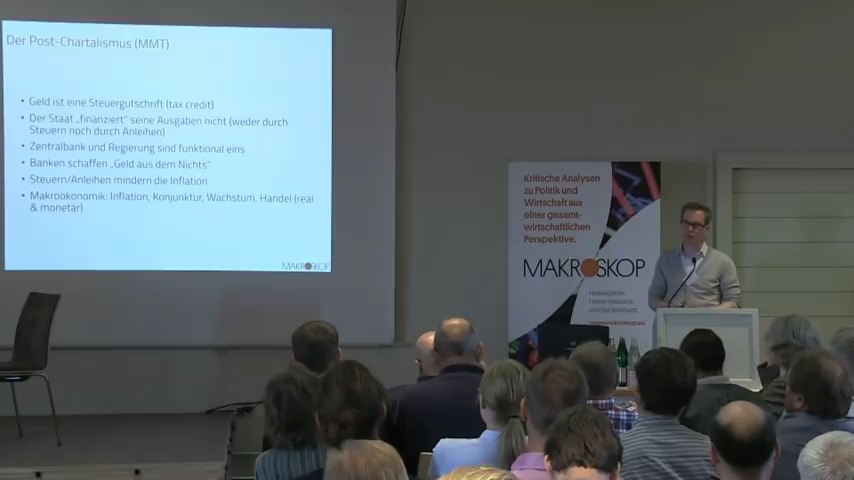 Der Post-Chartalismus (MMT)
• Geld ist eine Steuergutschrift (tax credit)
• Der Staat „finanziert" seine Ausgaben nicht (weder durch
Steuern noch durch Anleihen)
• Zentralbank und Regierung sind funktional eins
• Banken schaffen „Geld aus dem Nichts"
• Steuern/Anleihen mindern die Inflation
• Makroökonomik: Inflation, Konjunktur, Wachstum, Handel (real
& monetär)
MAKROSKOP
Kritische Analysen
zu Politik und
Wirtschaft aus
einer gesamt-
wirtschaftlichen
Perspektive.
MAKROSKOP
Herausgeber: